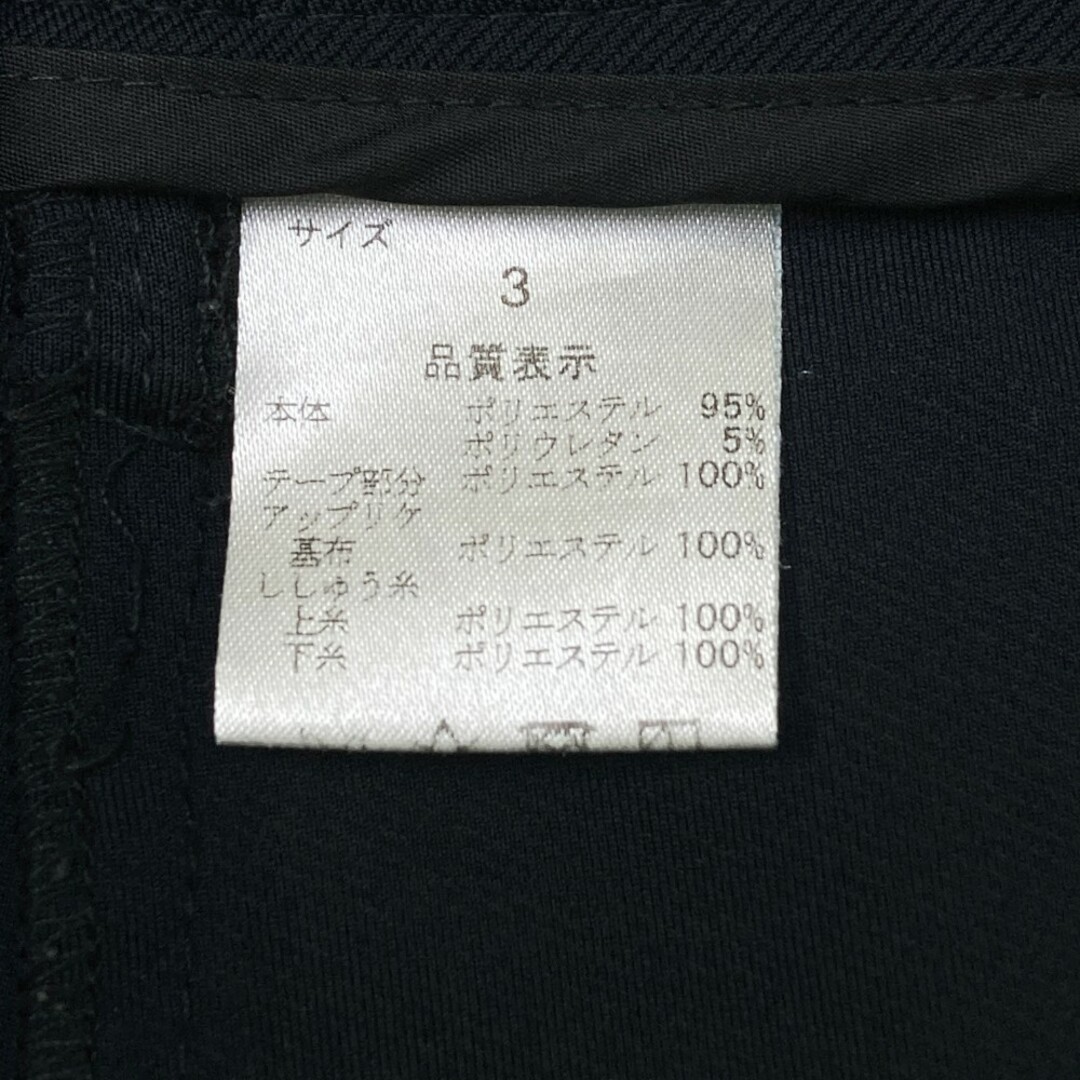 サイズ
3
品質表示
本体 ポリエステル 95%
ポリウレタン 5%
テープ部分 ポリエステル 100%
アップリケ
基布 ポリエステル 100%
ししゅう糸
上糸 ポリエステル 100%
下糸 ポリエステル 100%